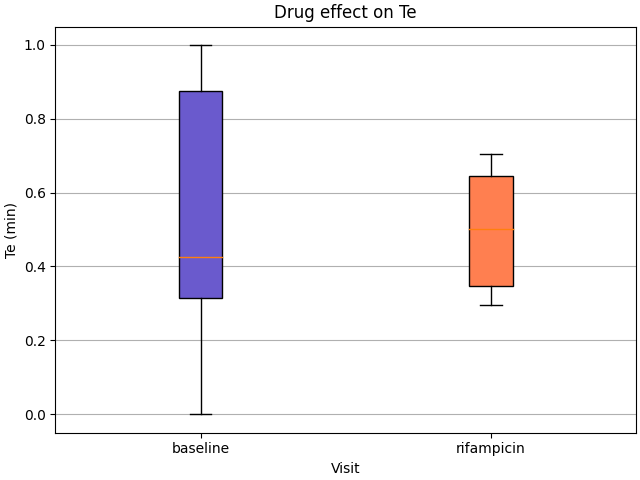 Drug effect on Te
1.0
0.8
0.6
0.4
0.2
0.0
Te (min)
baseline
rifampicin
Visit